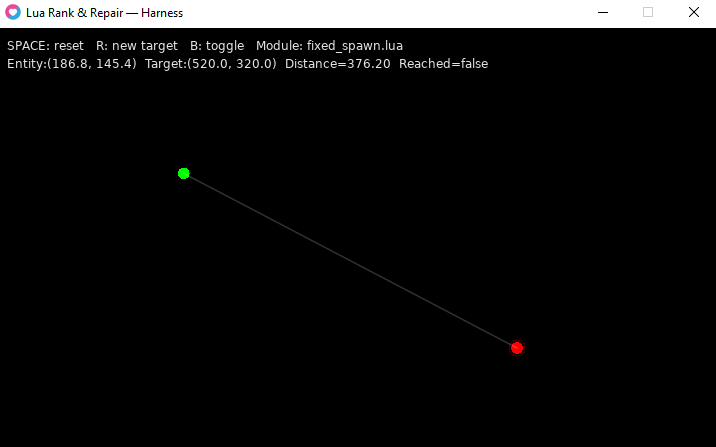 Lua Rank & Repair — Harness
SPACE: reset   R: new target   B: toggle   Module: fixed_spawn.lua
Entity:(186.8, 145.4)  Target:(520.0, 320.0)  Distance=376.20  Reached=false